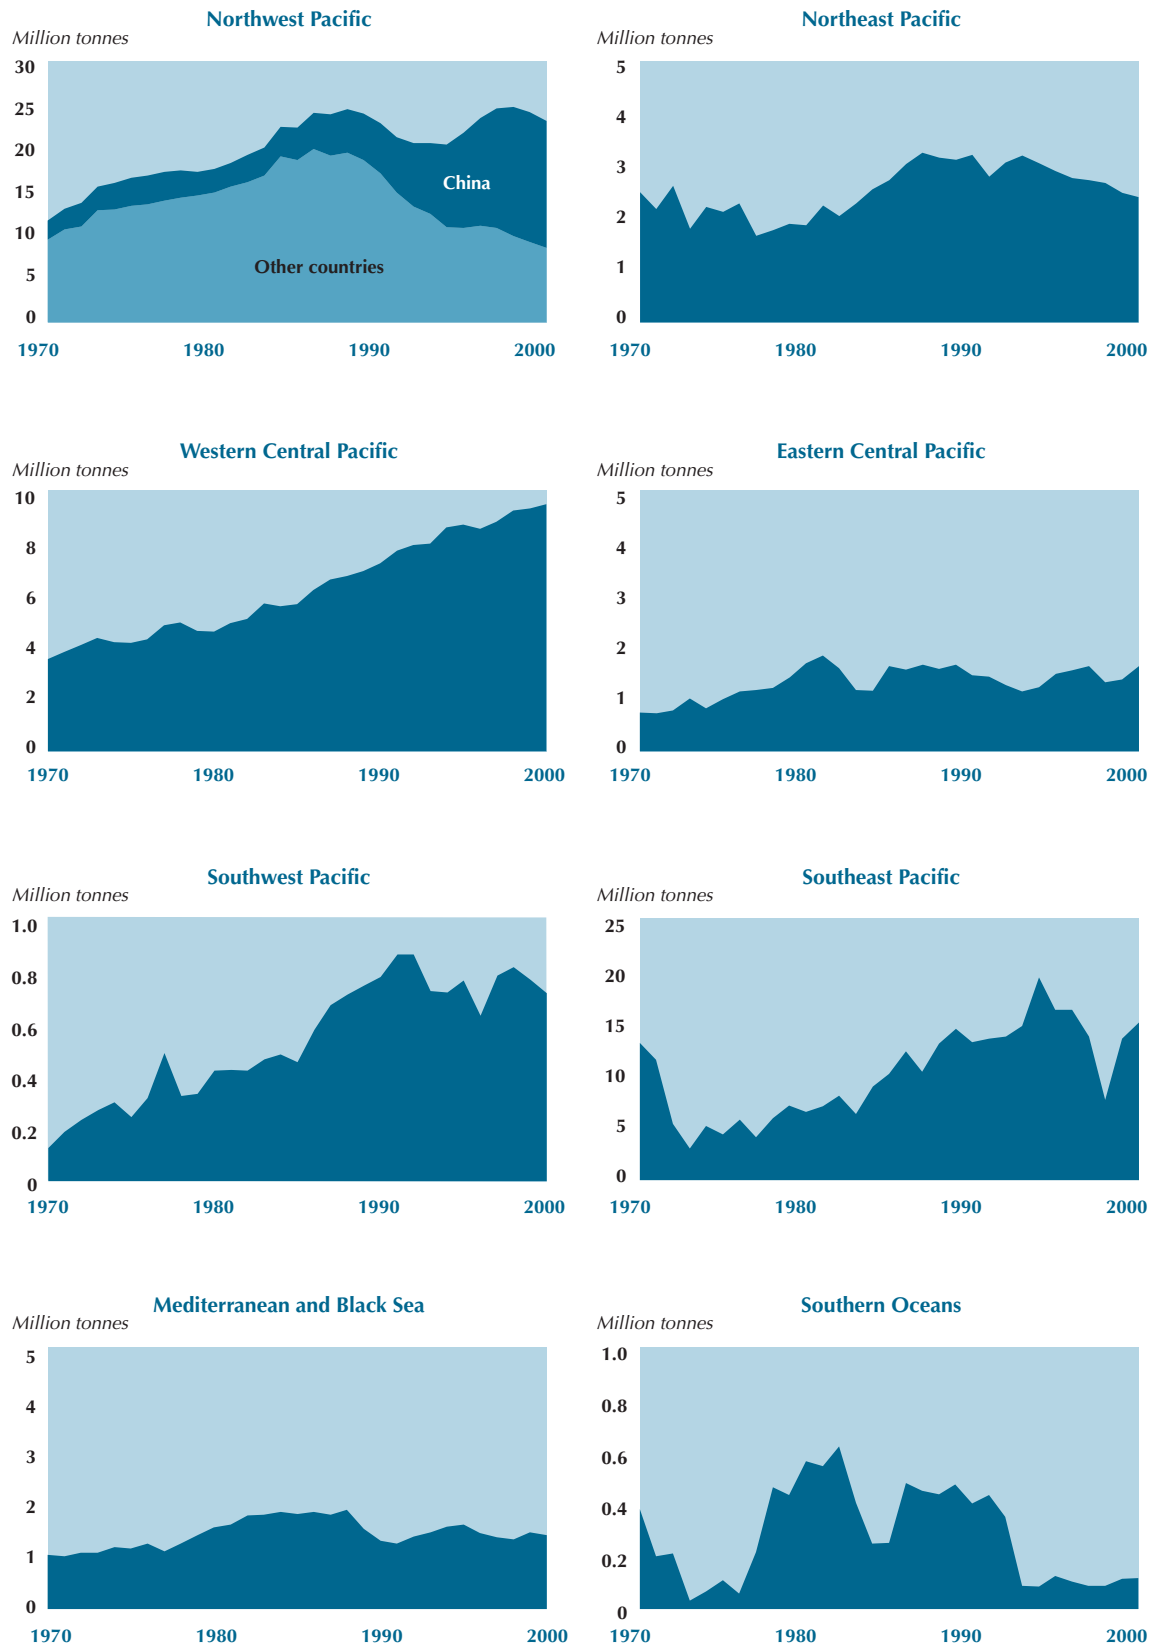 Northwest Pacific
Million tonnes
30
25
20
15
10
5
0
China
Other countries
1970 1980 1990 2000
Northeast Pacific
Million tonnes
5
4
3
2
1
0
1970 1980 1990 2000
Western Central Pacific
Million tonnes
10
8
6
4
2
0
1970 1980 1990 2000
Eastern Central Pacific
Million tonnes
5
4
3
2
1
0
1970 1980 1990 2000
Southwest Pacific
Million tonnes
1.0
0.8
0.6
0.4
0.2
0
1970 1980 1990 2000
Southeast Pacific
Million tonnes
25
20
15
10
5
0
1970 1980 1990 2000
Mediterranean and Black Sea
Million tonnes
5
4
3
2
1
0
1970 1980 1990 2000
Southern Oceans
Million tonnes
1.0
0.8
0.6
0.4
0.2
0
1970 1980 1990 2000